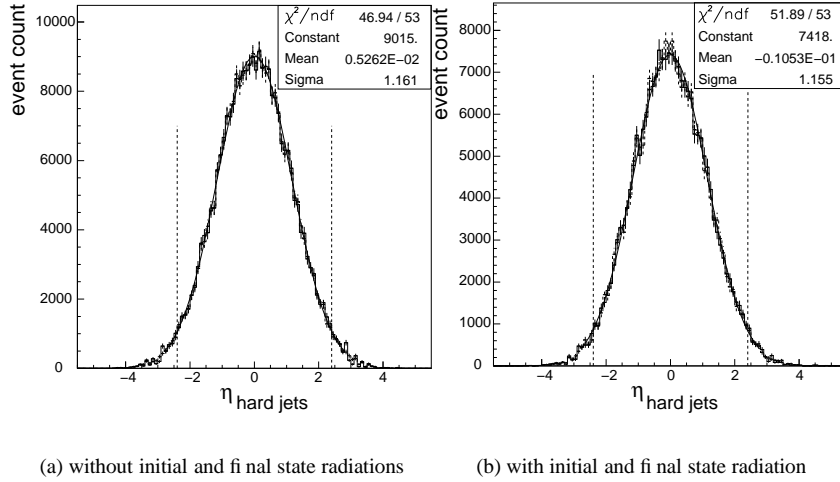 χ²/ndf 46.94 / 53
Constant 9015.
Mean 0.5262E-02
Sigma 1.161
event count
10000
8000
6000
4000
2000
0
−4 −2 0 2 4
η hard jets
(a) without initial and final state radiations
χ²/ndf 51.89 / 53
Constant 7418.
Mean −0.1053E-01
Sigma 1.155
event count
8000
7000
6000
5000
4000
3000
2000
1000
0
−4 −2 0 2 4
η hard jets
(b) with initial and final state radiation